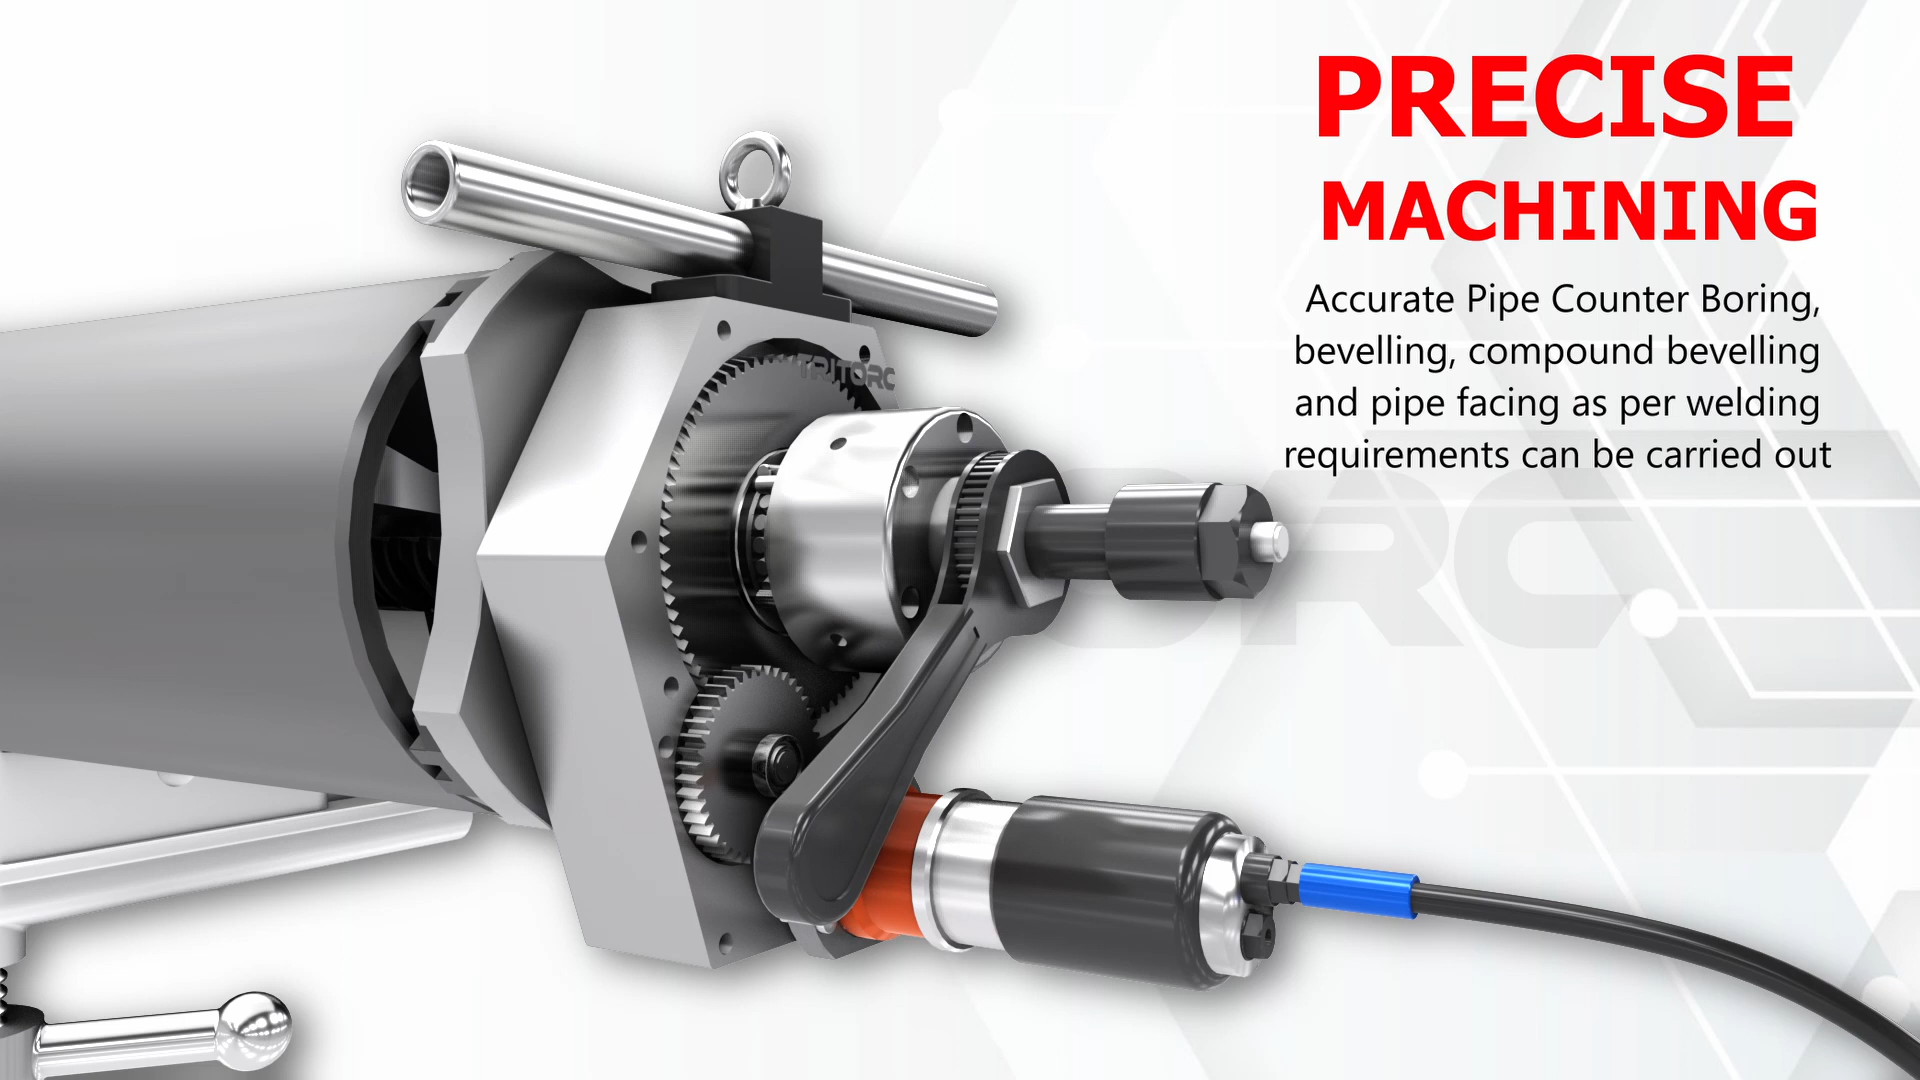 PRECISE
MACHINING
Accurate Pipe Counter Boring,
bevelling, compound bevelling
and pipe facing as per welding
requirements can be carried out
TRITORC